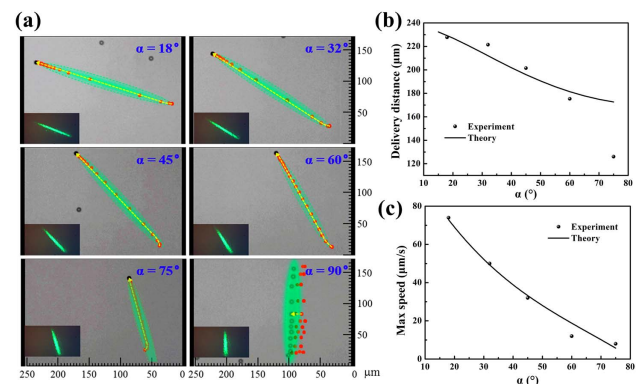 (a)
α = 18°
α = 32°
150
100
50
α = 45°
α = 60°
150
100
50
α = 75°
α = 90°
150
100
50
0
250 200 150 100 50 0
250 200 150 100 50 0 μm
(b)
Delivery distance (μm)
240
220
200
180
160
140
120
Experiment
Theory
10 20 30 40 50 60 70 80
α (°)
(c)
Max speed (μm/s)
80
60
40
20
0
Experiment
Theory
10 20 30 40 50 60 70 80
α (°)